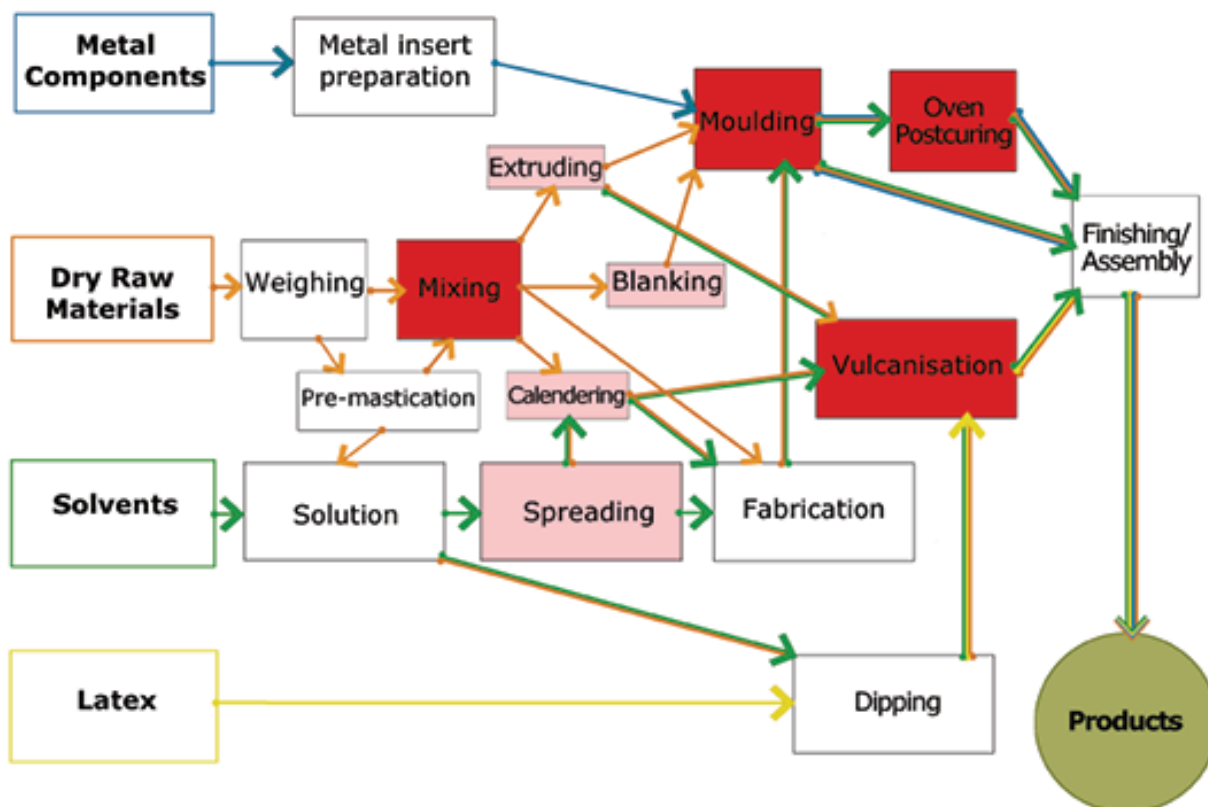 Metal
Components
Metal insert
preparation
Moulding
Oven
Postcuring
Extruding
Finishing/
Assembly
Dry Raw
Materials
Weighing
Mixing
Blanking
Vulcanisation
Pre-mastication
Calendering
Solvents
Solution
Spreading
Fabrication
Latex
Dipping
Products